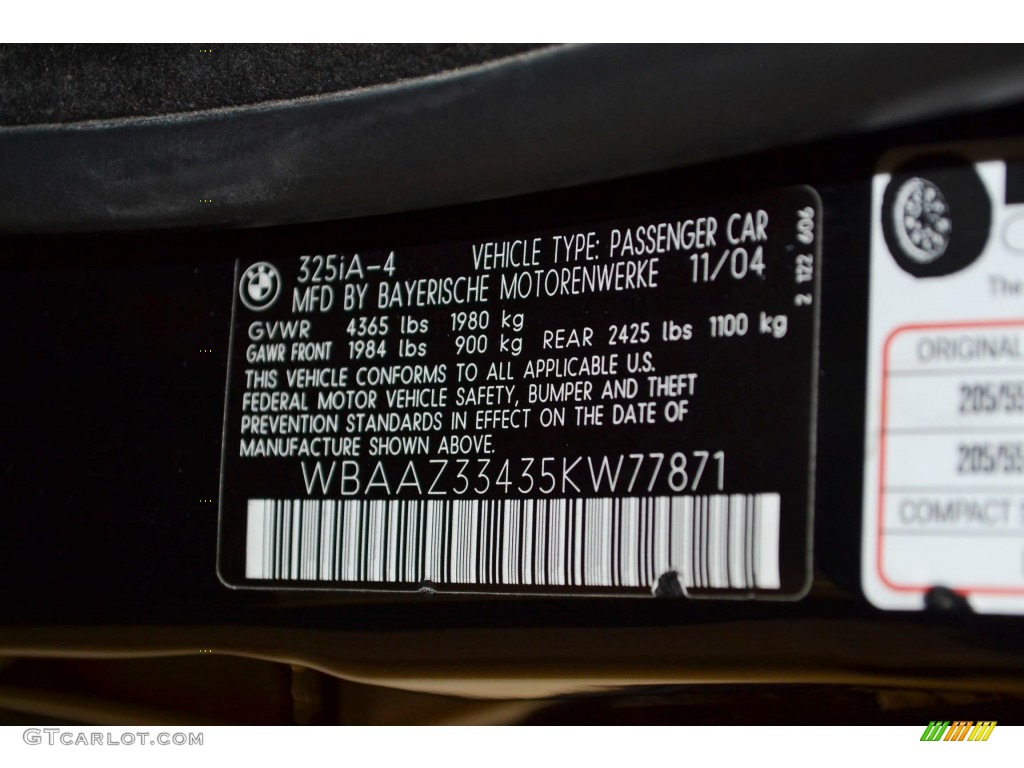 BMW
325iA-4 VEHICLE TYPE: PASSENGER CAR
MFD BY BAYERISCHE MOTORENWERKE 11/04
GVWR 4365 lbs 1980 kg
GAWR FRONT 1984 lbs 900 kg REAR 2425 lbs 1100 kg
THIS VEHICLE CONFORMS TO ALL APPLICABLE U.S.
FEDERAL MOTOR VEHICLE SAFETY, BUMPER AND THEFT
PREVENTION STANDARDS IN EFFECT ON THE DATE OF
MANUFACTURE SHOWN ABOVE.
WBAAZ33435KW77871
2 122 606
The
ORIGINAL
205/55
205/55
COMPACT
GTCarLot.com